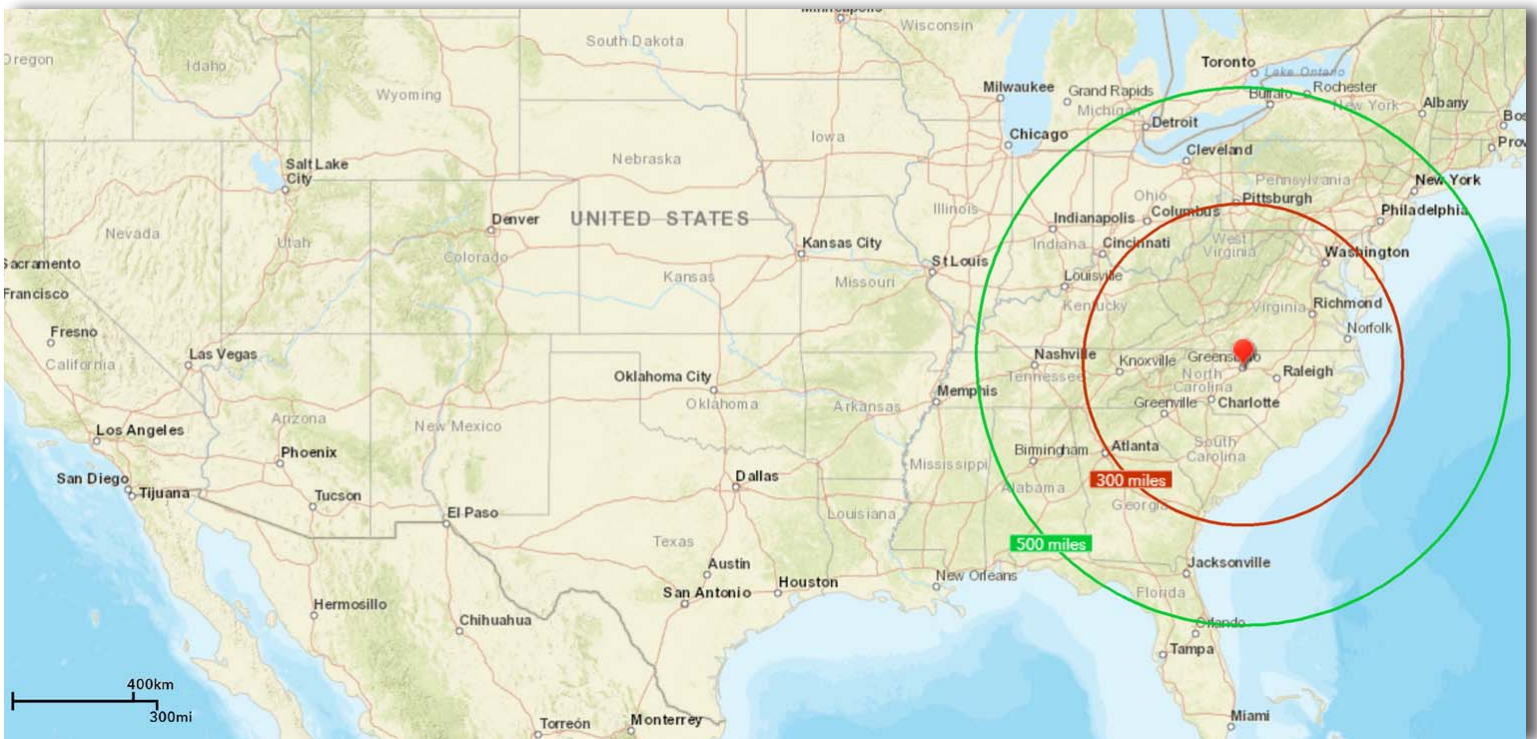 Minneapolis
Wisconsin
South Dakota
Oregon
Idaho
Toronto
Lake Ontario
Wyoming
Milwaukee
Grand Rapids
Michigan
Buffalo
Rochester
New York
Albany
Bos
Detroit
Iowa
Chicago
Prov
Cleveland
Nebraska
Salt Lake
City
Pennsylvania
New York
Ohio
Pittsburgh
Denver
UNITED STATES
Illinois
Indianapolis
Columbus
Philadelphia
Nevada
Utah
Kansas City
Indiana
Cincinnati
West
Virginia
Washington
Colorado
St Louis
Sacramento
Kansas
Missouri
Louisville
Francisco
Kentucky
Virginia
Richmond
Fresno
Norfolk
California
Las Vegas
Nashville
Knoxville
Greensboro
Oklahoma City
Tennessee
North
Carolina
Raleigh
Memphis
Oklahoma
Arkansas
Greenville
Charlotte
Arizona
New Mexico
Los Angeles
Phoenix
Birmingham
Atlanta
South
Carolina
Mississippi
San Diego
Tijuana
Dallas
300 miles
Alabama
Tucson
Georgia
El Paso
Louisiana
Texas
500 miles
Austin
Jacksonville
San Antonio
Houston
New Orleans
Florida
Hermosillo
Chihuahua
Orlando
Tampa
400km
300mi
Torreón
Monterrey
Miami